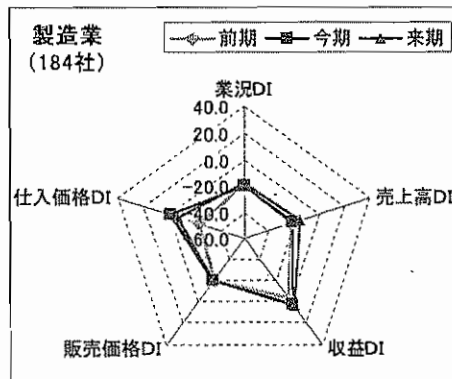 製造業
(184社)
前期 今期 来期
業況DI
40.0
20.0
0.0
-20.0
-40.0
-60.0
売上高DI
仕入価格DI
販売価格DI
収益DI